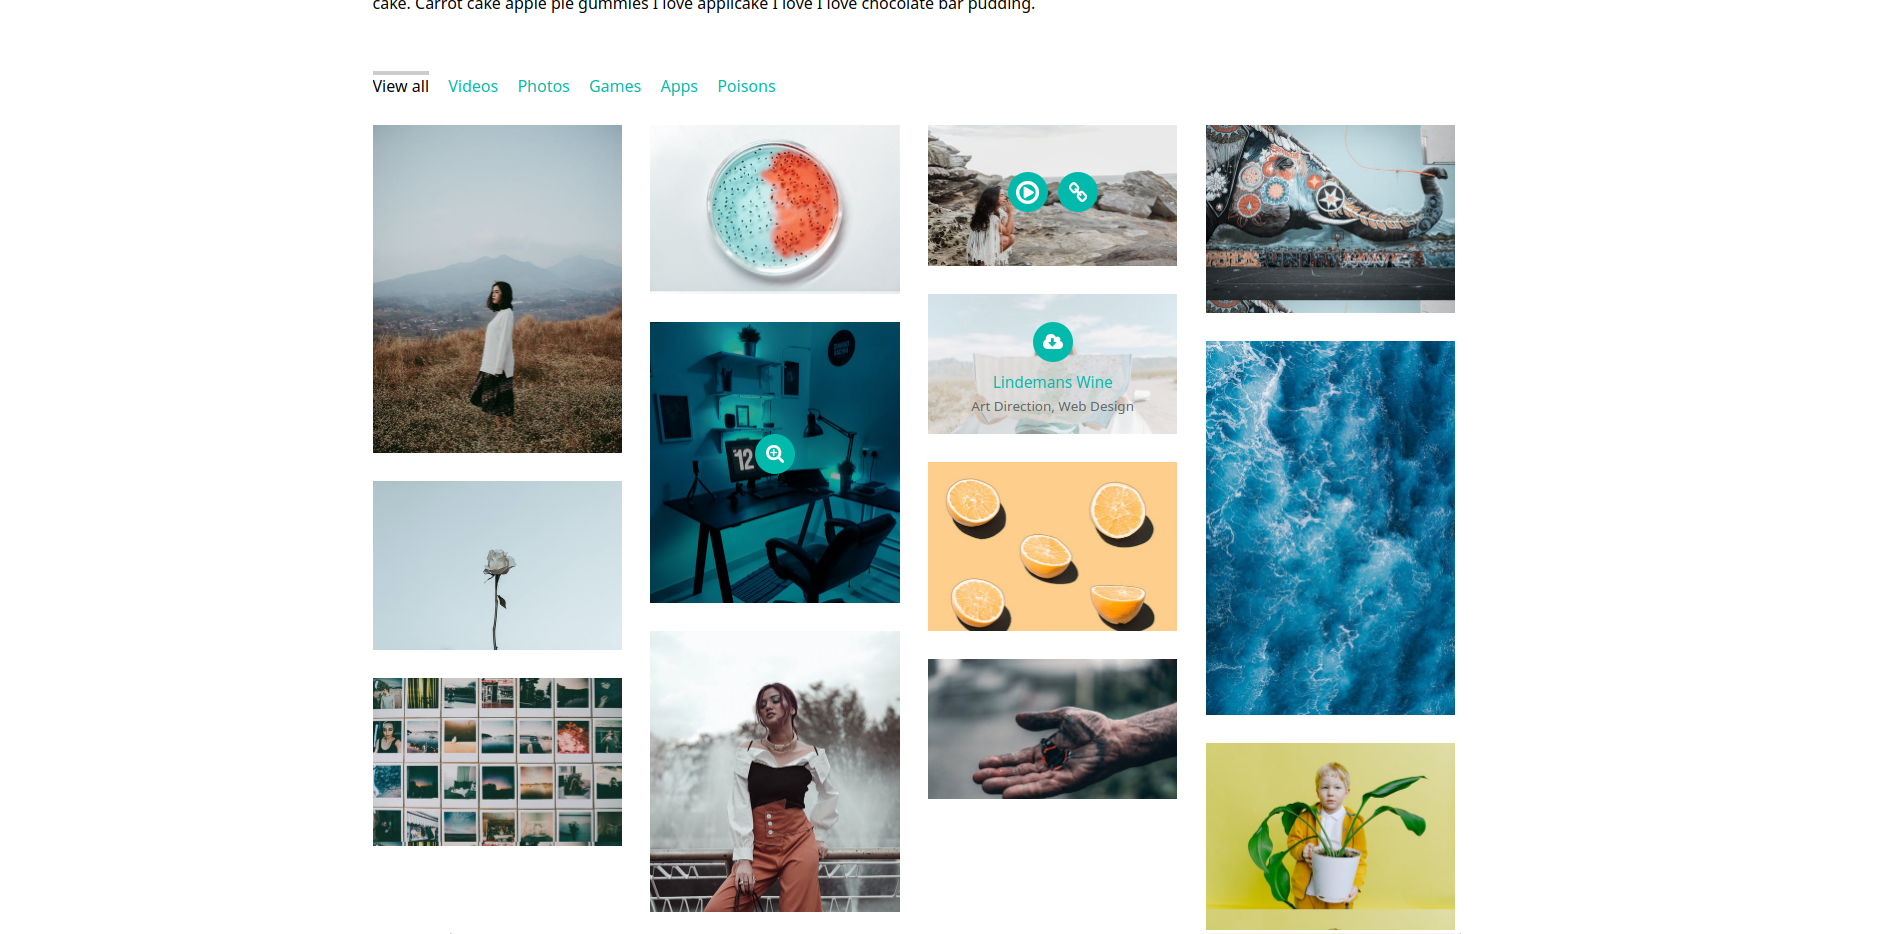 cake. Carrot cake apple pie gummies I love applicake I love I love chocolate bar pudding.
View all Videos Photos Games Apps Poisons
12
Lindemans Wine
Art Direction, Web Design